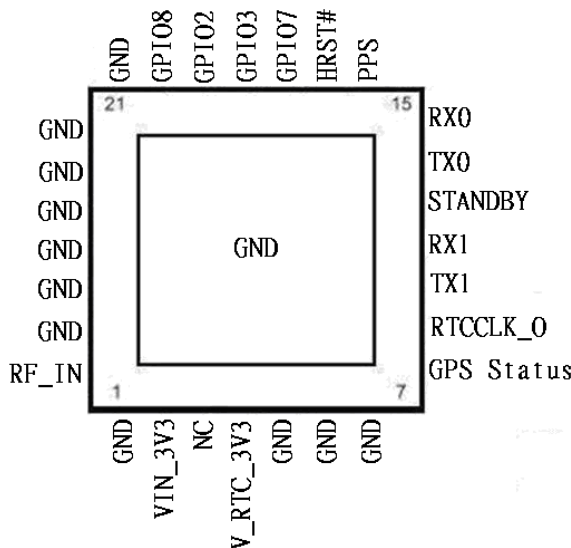 GND
GPIO8
GPIO2
GPIO3
GPIO7
HRST#
PPS
21
15
GND
GND
GND
GND
GND
GND
RF_IN
RX0
TX0
STANDBY
RX1
TX1
RTCCLK_O
GPS Status
GND
1
7
GND
VIN_3V3
NC
V_RTC_3V3
GND
GND
GND